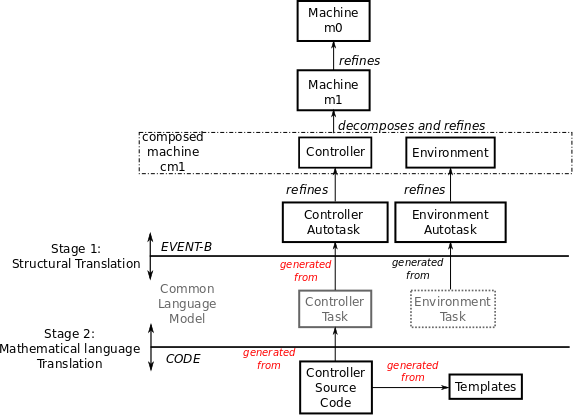 Machine
m0
refines
Machine
m1
decomposes and refines
composed
machine
cm1
Controller
Environment
refines
refines
Controller
Autotask
Environment
Autotask
Stage 1:
Structural Translation
EVENT-B
generated
from
generated
from
Common
Language
Model
Controller
Task
Environment
Task
Stage 2:
Mathematical language
Translation
CODE
generated
from
Controller
Source
Code
generated
from
Templates